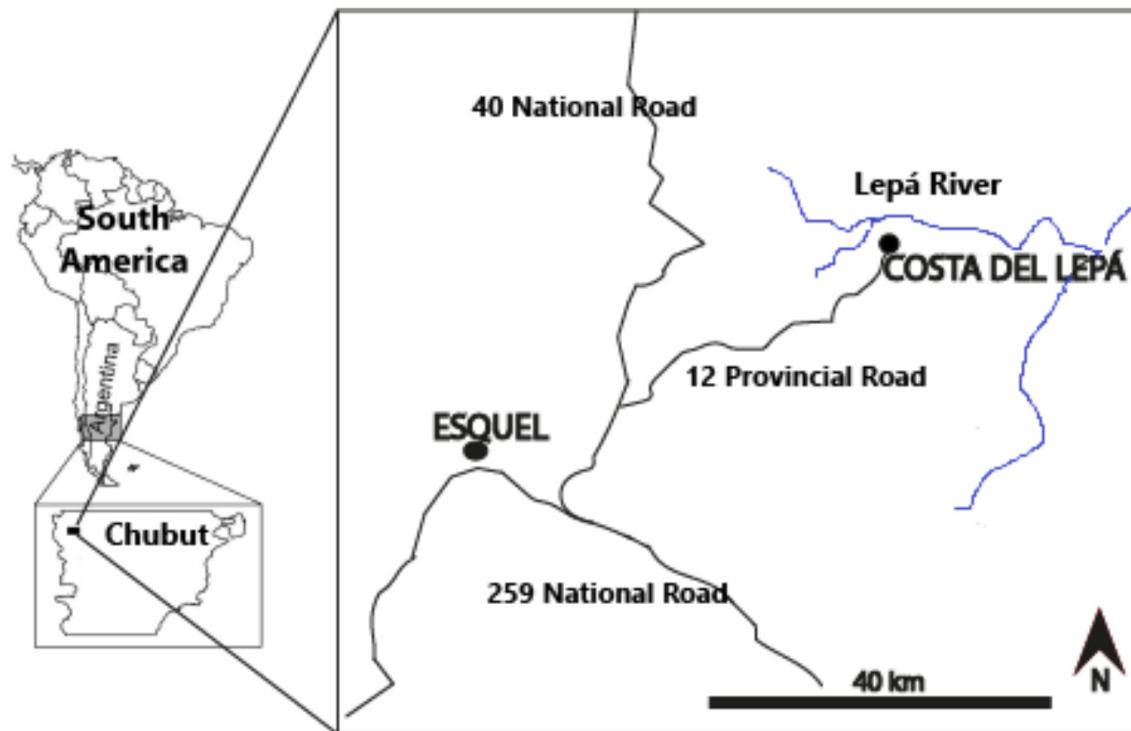 40 National Road
Lepá River
South
America
COSTA DEL LEPÁ
Argentina
12 Provincial Road
ESQUEL
Chubut
259 National Road
40 km
N